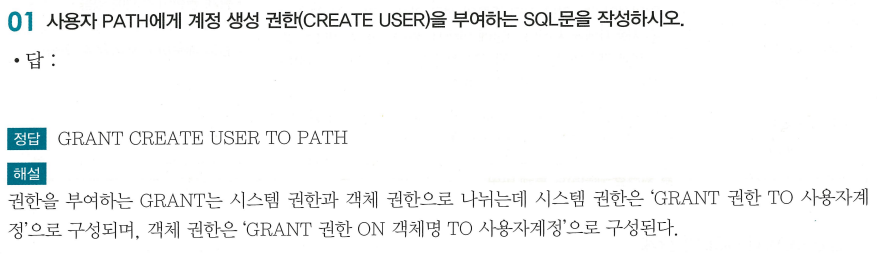 01 사용자 PATH에게 계정 생성 권한(CREATE USER)을 부여하는 SQL문을 작성하시오.
• 답 :
정답 GRANT CREATE USER TO PATH
해설
권한을 부여하는 GRANT는 시스템 권한과 객체 권한으로 나뉘는데 시스템 권한은 ‘GRANT 권한 TO 사용자계
정’으로 구성되며, 객체 권한은 ‘GRANT 권한 ON 객체명 TO 사용자계정’으로 구성된다.